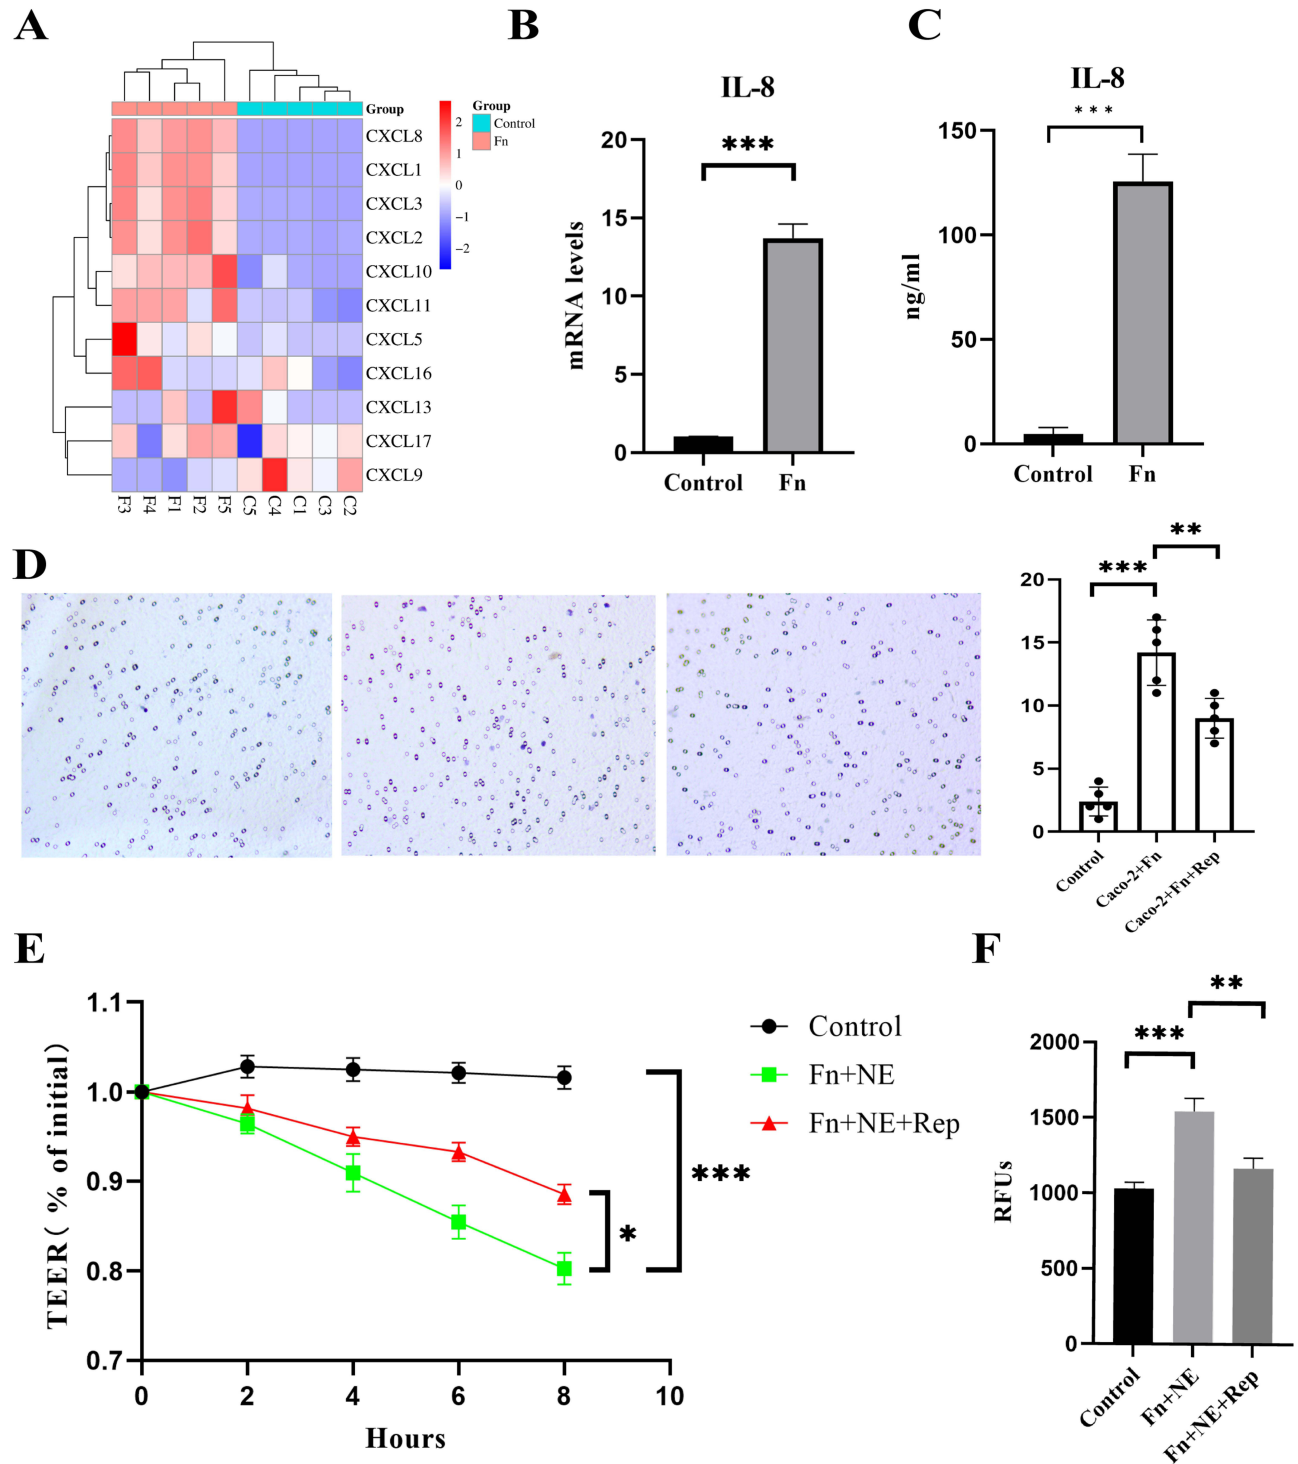 A
Group
CXCL8
CXCL1
CXCL3
CXCL2
CXCL10
CXCL11
CXCL5
CXCL16
CXCL13
CXCL17
CXCL9
F3 F4 F1 F2 F5 C5 C4 C1 C3 C2
2
1
0
−1
−2
Group
Control
Fn
B
IL-8
***
mRNA levels
20
15
10
5
0
Control Fn
C
IL-8
***
ng/ml
150
100
50
0
Control Fn
D
**
***
20
15
10
5
0
Control
Caco-2+Fn
Caco-2+Fn+Rep
E
TEER( % of initial)
1.1
1.0
0.9
0.8
0.7
0 2 4 6 8 10
Hours
Control
Fn+NE
Fn+NE+Rep
***
*
F
**
***
RFUs
2000
1500
1000
500
0
Control
Fn+NE
Fn+NE+Rep